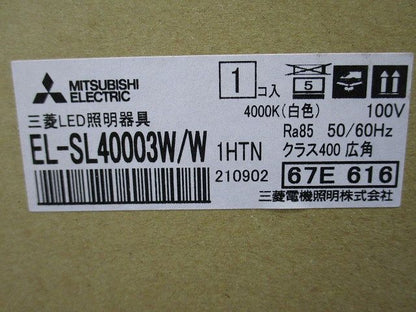 MITSUBISHI
ELECTRIC
1 コ入
5
4000K(白色) 100V
三菱LED照明器具
Ra85 50/60Hz
EL-SL40003W/W 1HTN
クラス400 広角
210902
67E 616
三菱電機照明株式会社